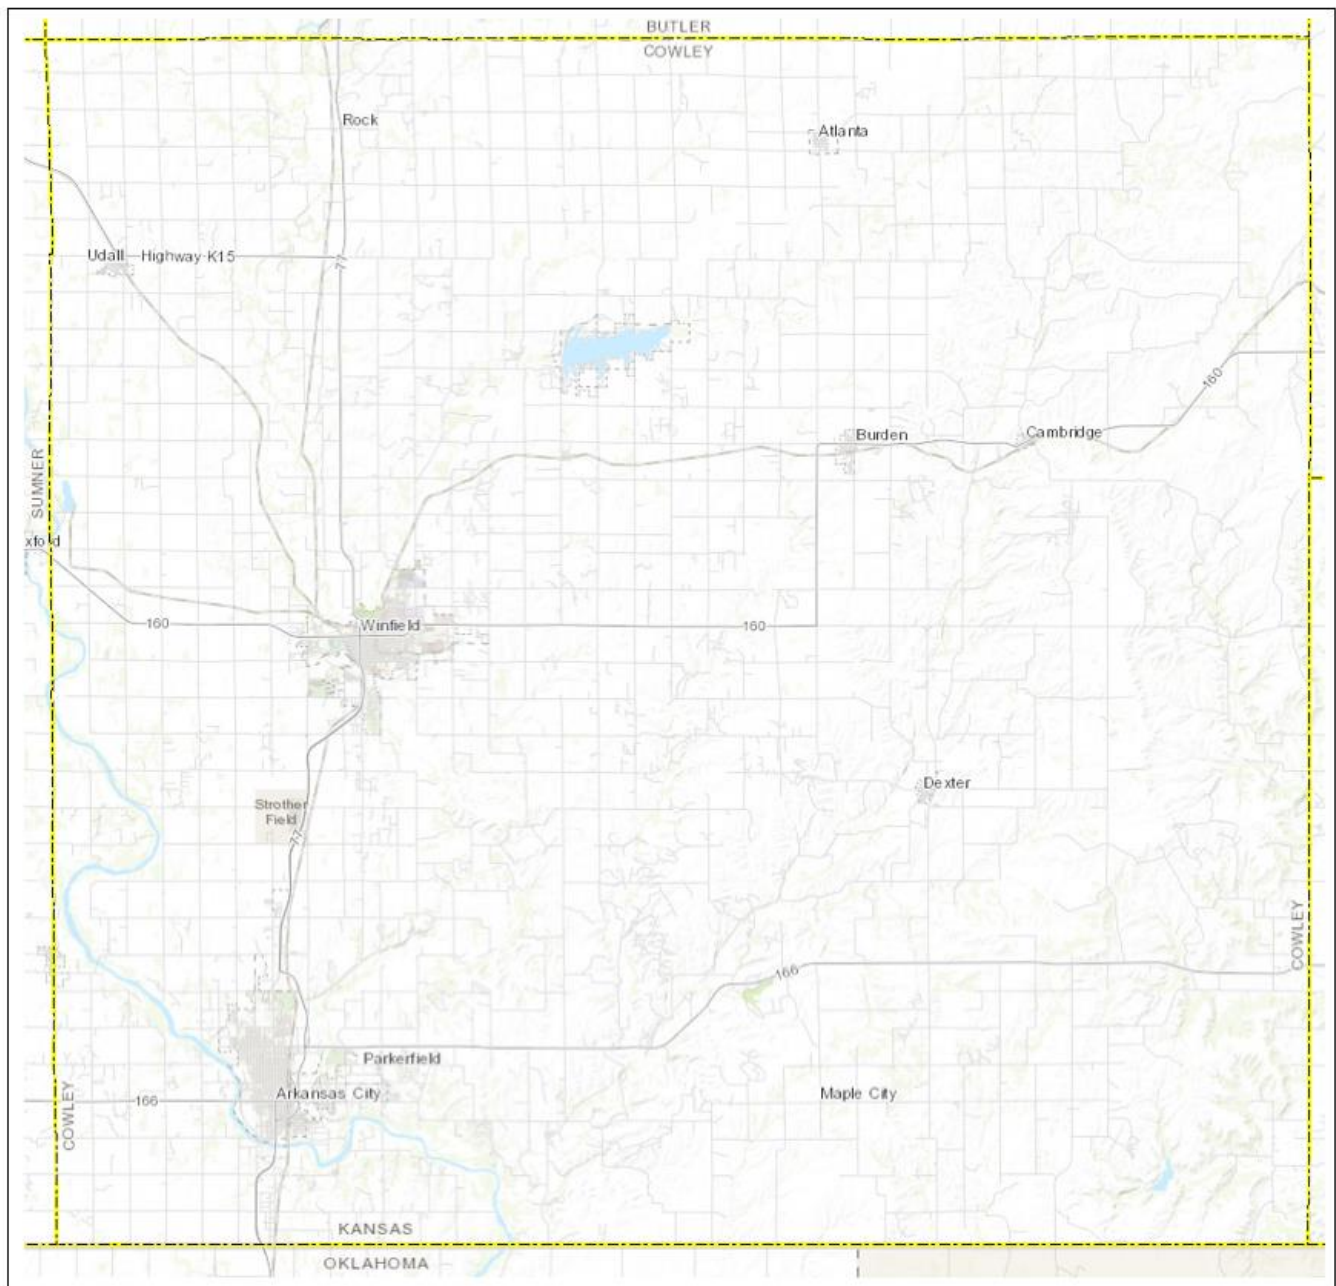 BUTLER
COWLEY
Rock
Atlanta
Udall
Highway K15
77
160
Burden
Cambridge
SUMNER
xford
160
Winfield
160
Dexter
Strother
Field
77
COWLEY
166
Parkerfield
Arkansas City
Maple City
166
COWLEY
KANSAS
OKLAHOMA